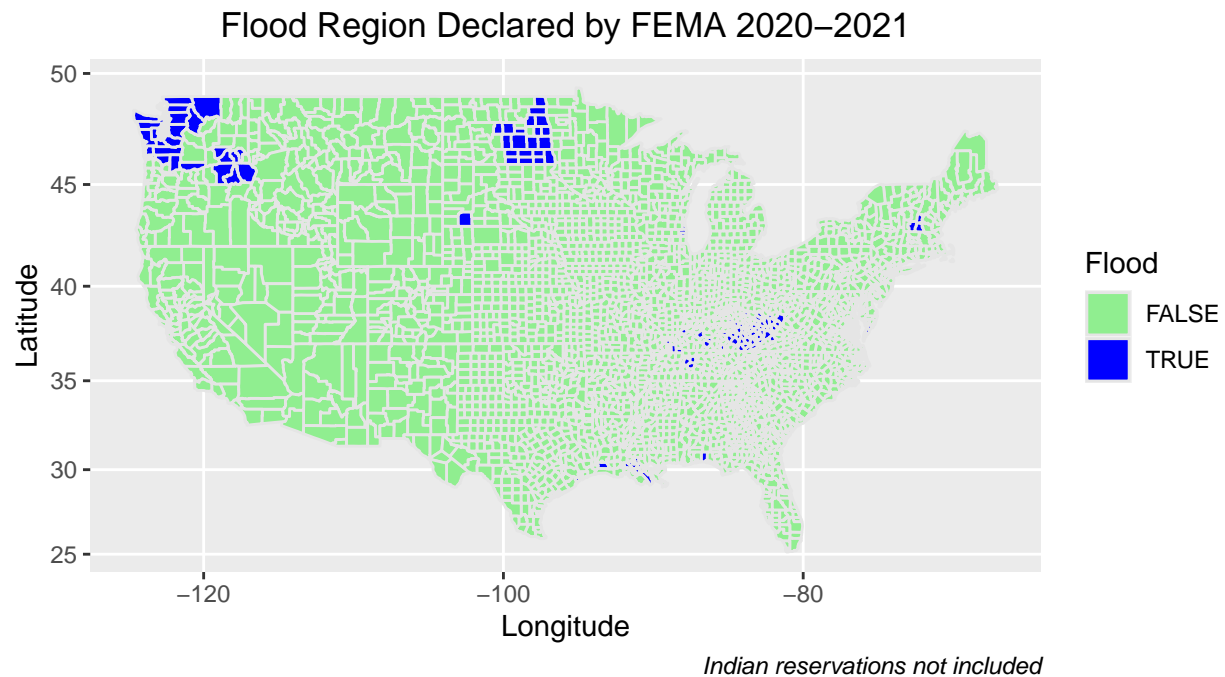 Flood Region Declared by FEMA 2020–2021
50
45
40
35
30
25
Latitude
−120
−100
−80
Longitude
Flood
FALSE
TRUE
Indian reservations not included